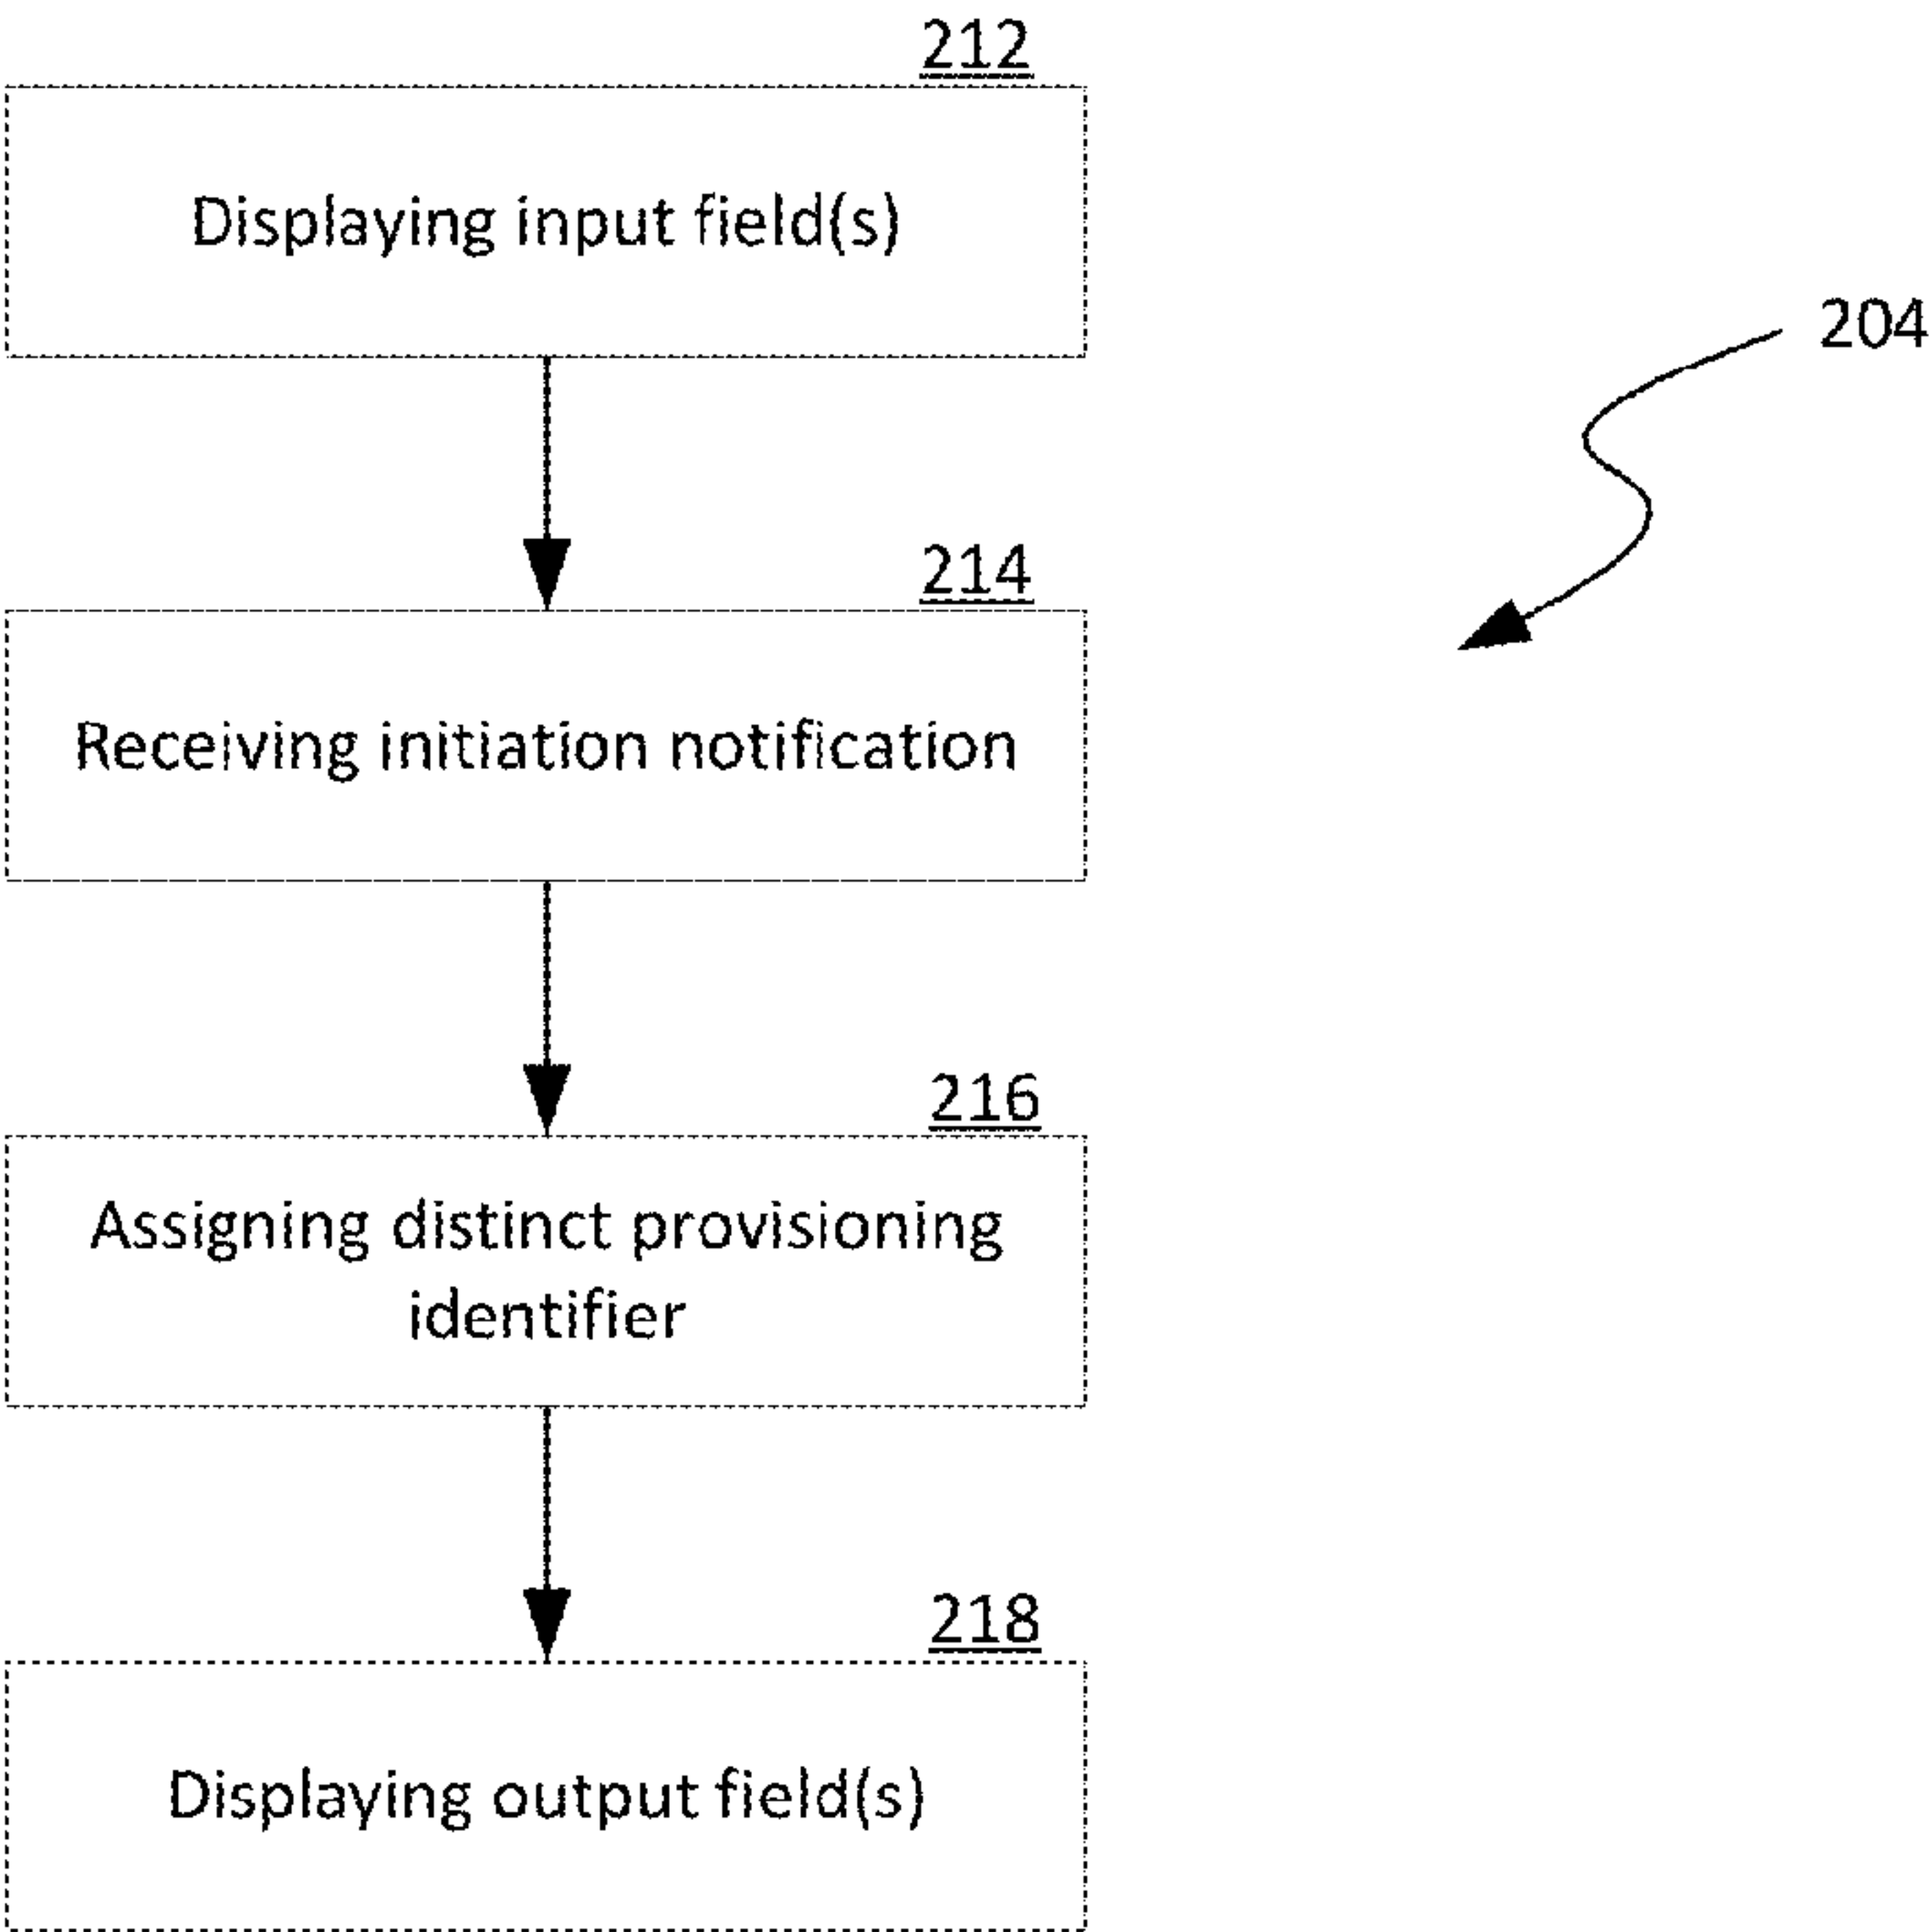 212
Displaying input field(s)
204
214
Receiving initiation notification
216
Assigning distinct provisioning
identifier
218
Displaying output field(s)